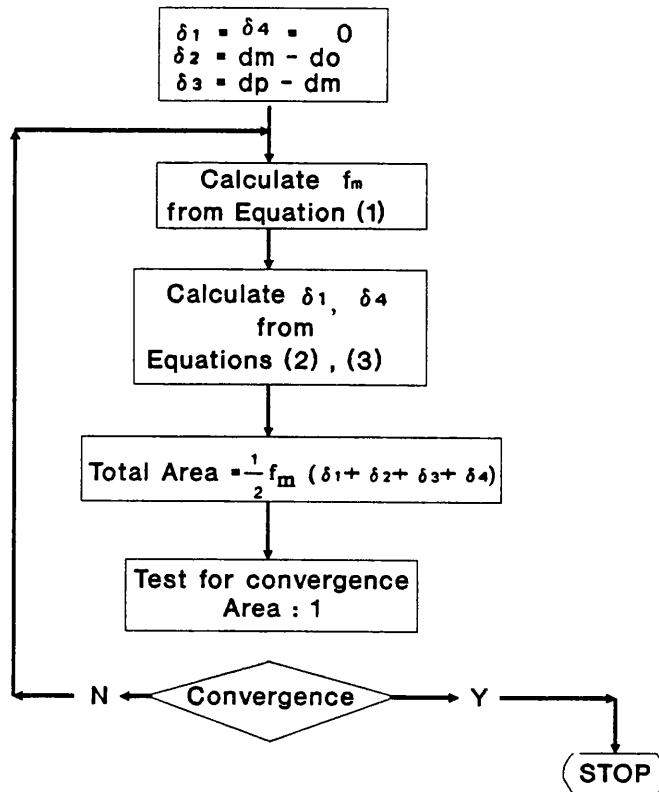 δ1 = δ4 = 0
δ2 = dm - do
δ3 = dp - dm
Calculate fm
from Equation (1)
Calculate δ1, δ4
from
Equations (2) , (3)
Total Area = 1/2 fm (δ1+ δ2+ δ3+ δ4)
Test for convergence
Area : 1
N Convergence Y
STOP